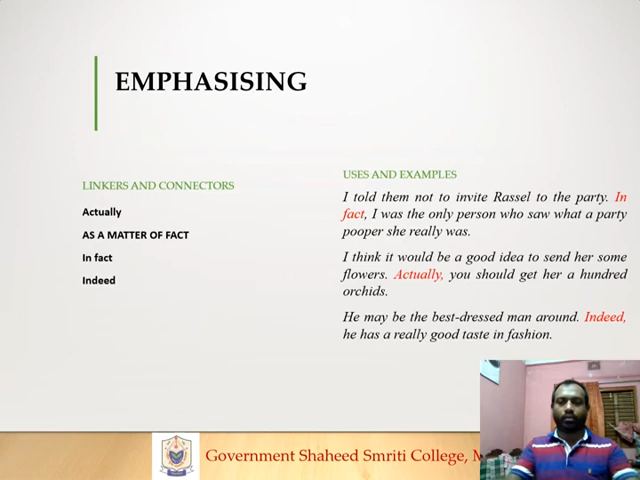 EMPHASISING
LINKERS AND CONNECTORS
Actually
AS A MATTER OF FACT
In fact
Indeed
USES AND EXAMPLES
I told them not to invite Rassel to the party. In
fact, I was the only person who saw what a party
pooper she really was.
I think it would be a good idea to send her some
flowers. Actually, you should get her a hundred
orchids.
He may be the best-dressed man around. Indeed,
he has a really good taste in fashion.
Government Shaheed Smriti College,